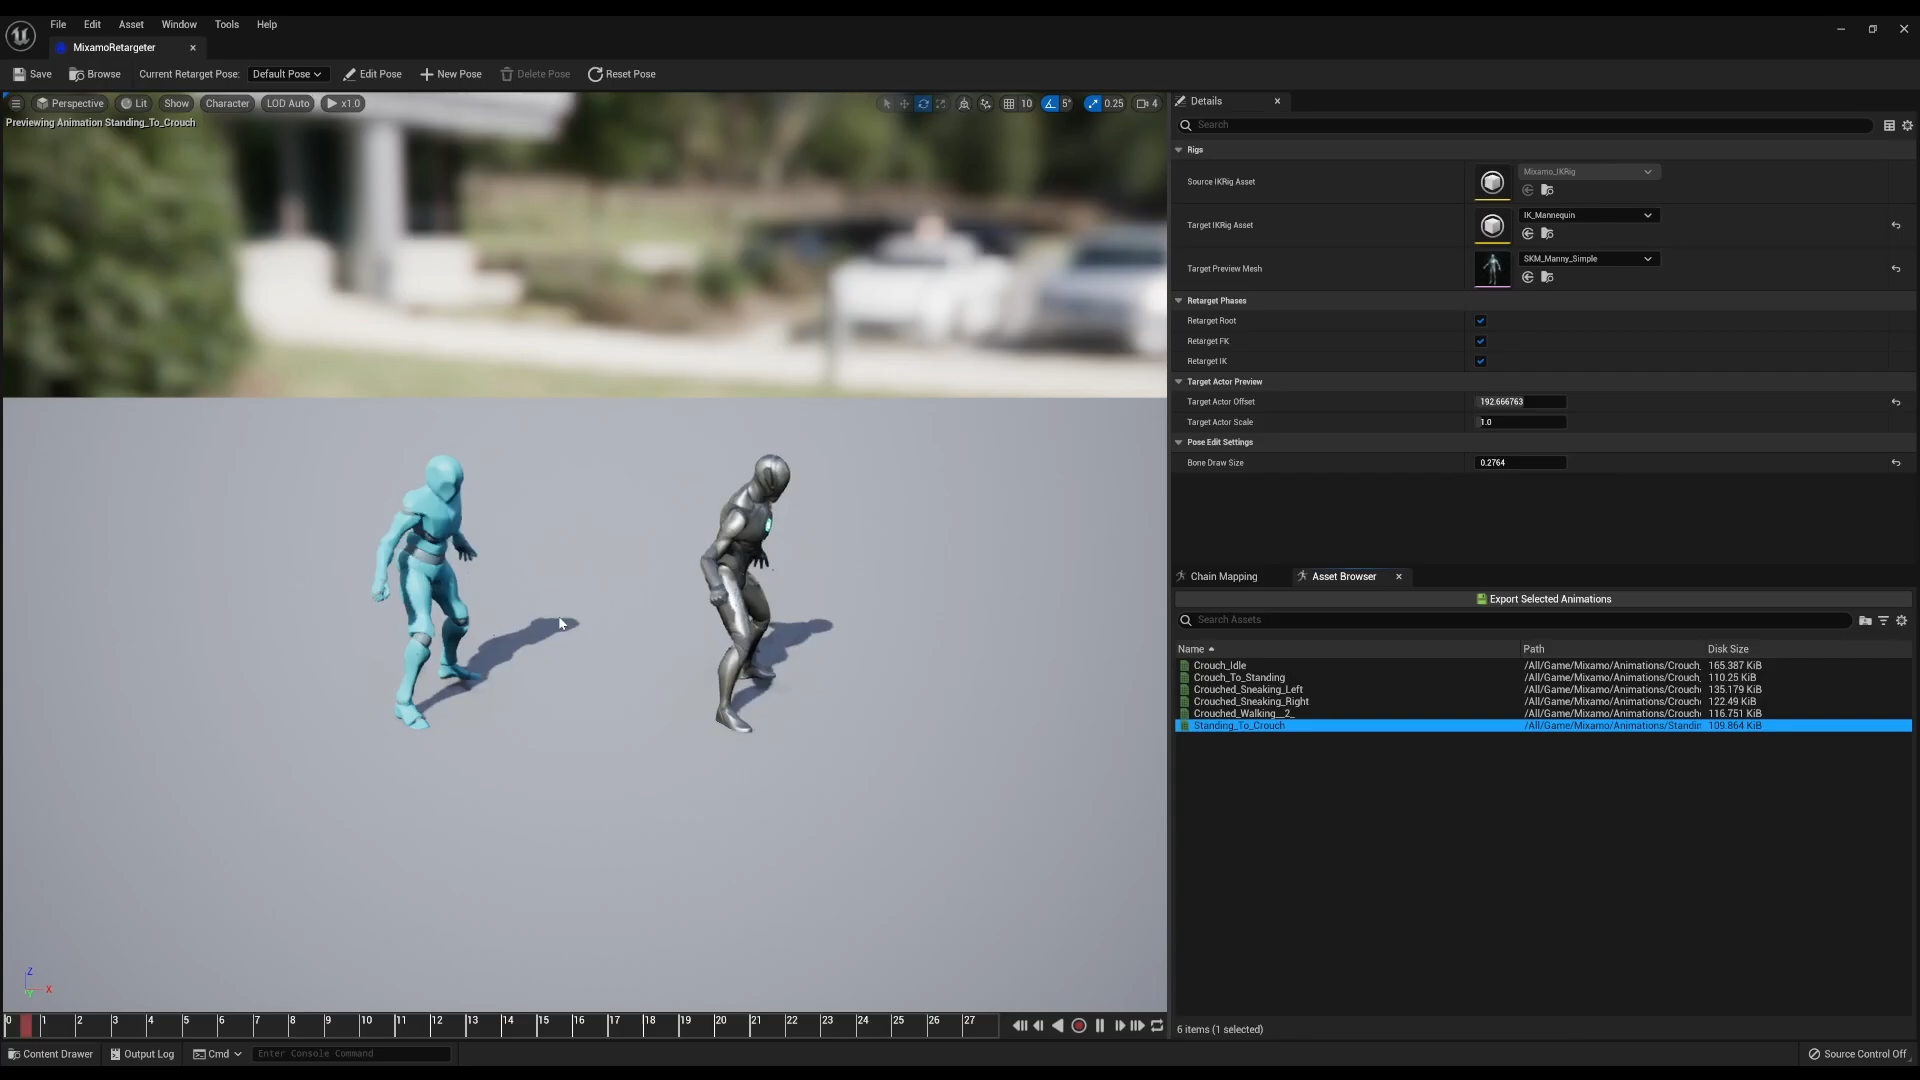 File Edit Asset Window Tools Help
MixamoRetargeter
Save Browse Current Retarget Pose: Default Pose Edit Pose New Pose Delete Pose Reset Pose
Perspective Lit Show Character LOD Auto x1.0 10 5° 0.25 4
Previewing Animation Standing_To_Crouch
Details
Search
Rigs
Source IKRig Asset Mixamo_IKRig
Target IKRig Asset IK_Mannequin
Target Preview Mesh SKM_Manny_Simple
Retarget Phases
Retarget Root
Retarget FK
Retarget IK
Target Actor Preview
Target Actor Offset 192.666763
Target Actor Scale 1.0
Pose Edit Settings
Bone Draw Size 0.2764
Chain Mapping Asset Browser
Export Selected Animations
Search Assets
Name Path Disk Size
Crouch_Idle /All/Game/Mixamo/Animations/Crouch_ 165.387 KiB
Crouch_To_Standing /All/Game/Mixamo/Animations/Crouch_ 110.25 KiB
Crouched_Sneaking_Left /All/Game/Mixamo/Animations/Crouch 135.179 KiB
Crouched_Sneaking_Right /All/Game/Mixamo/Animations/Crouch 122.49 KiB
Crouched_Walking__2_ /All/Game/Mixamo/Animations/Crouch 116.751 KiB
Standing_To_Crouch /All/Game/Mixamo/Animations/Standin 109.864 KiB
Z
X
Y
0 1 2 3 4 5 6 7 8 9 10 11 12 13 14 15 16 17 18 19 20 21 22 23 24 25 26 27
6 items (1 selected)
Content Drawer Output Log Cmd Enter Console Command Source Control Off